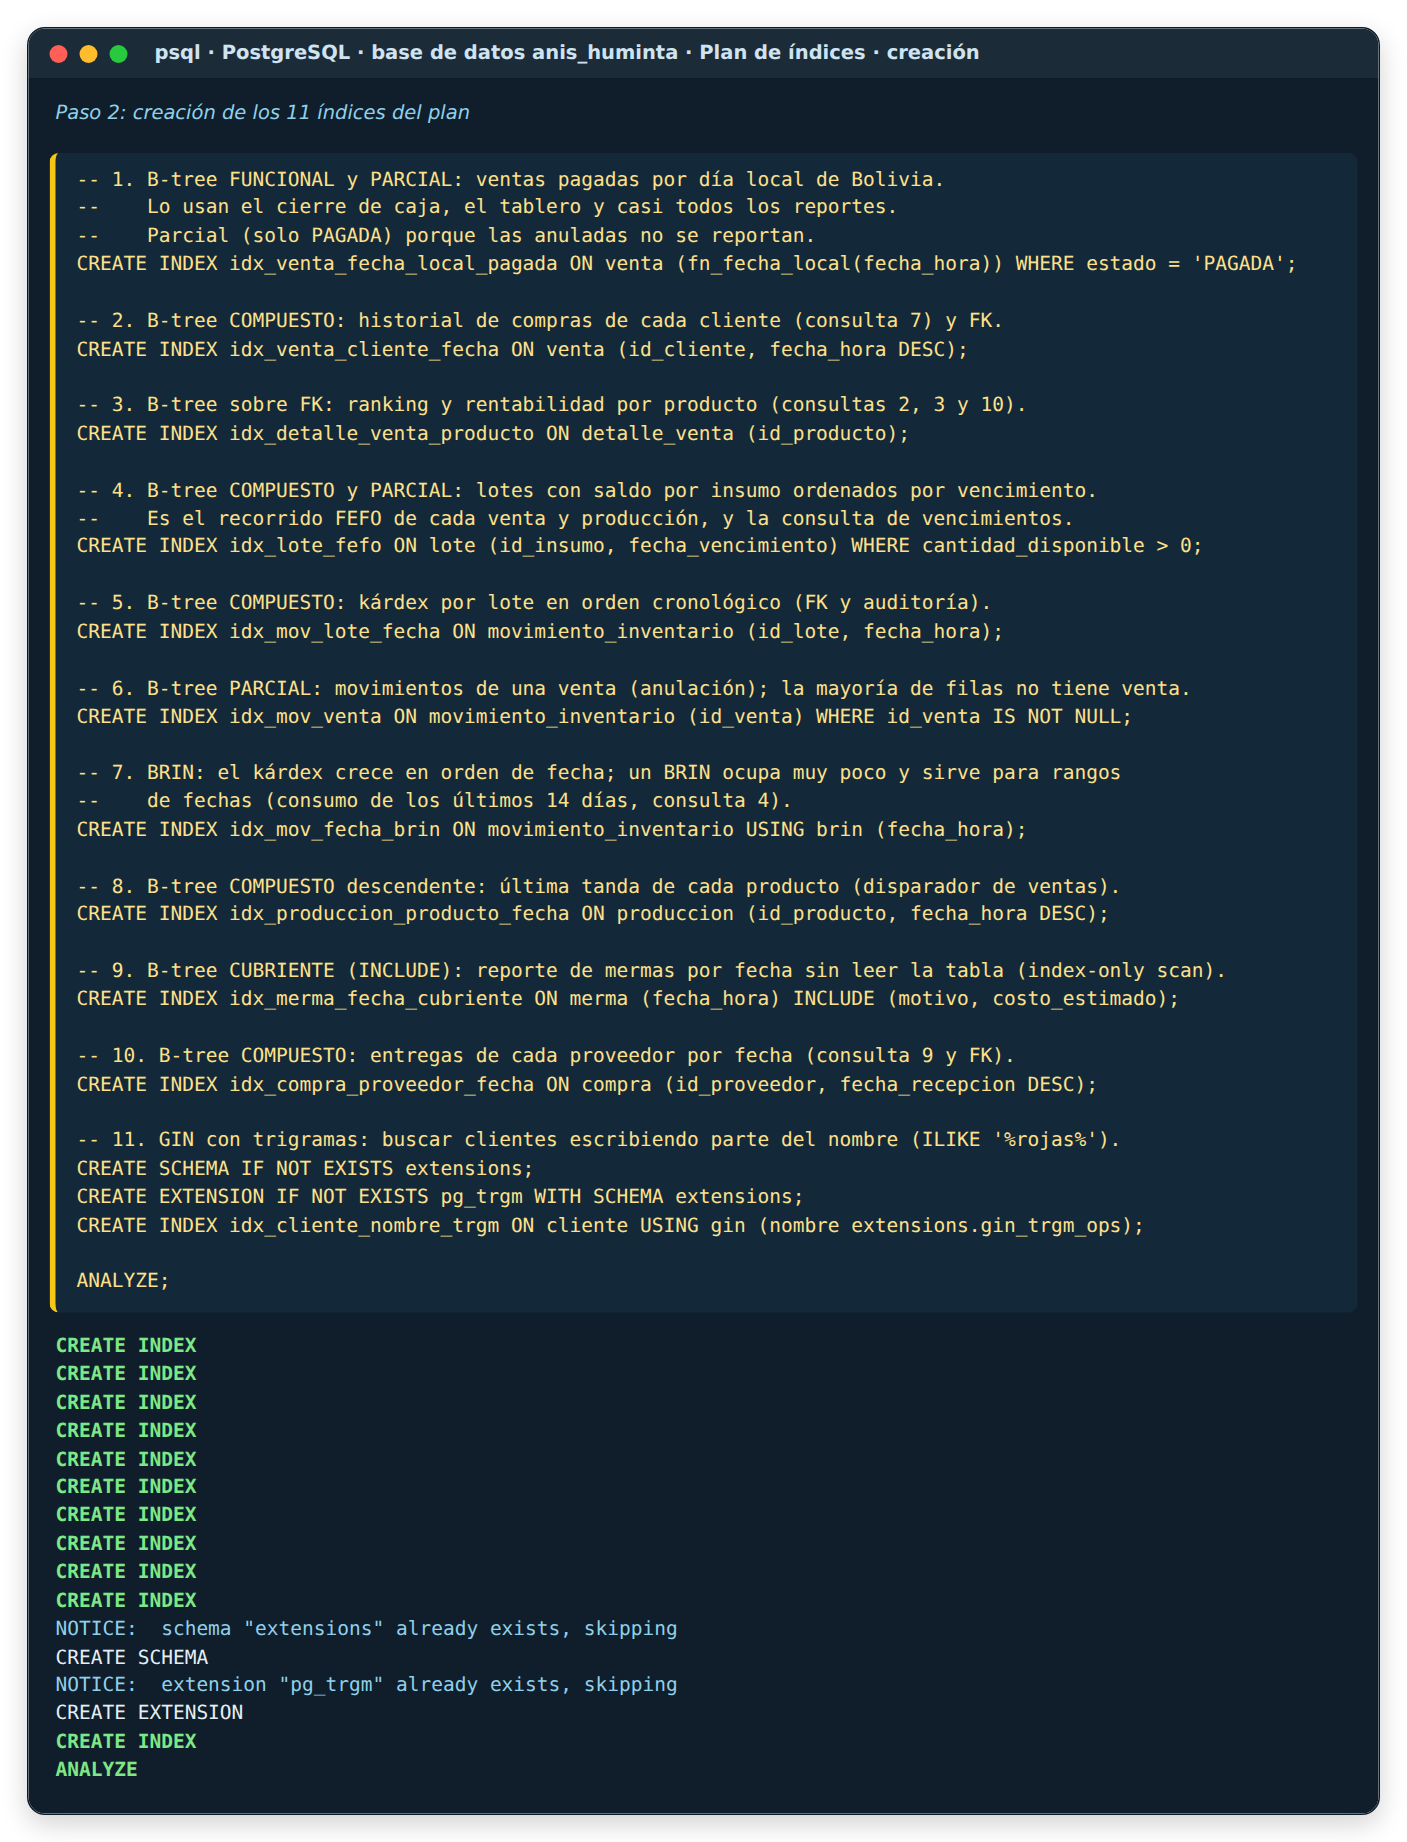 psql · PostgreSQL · base de datos anis_huminta · Plan de índices · creación
Paso 2: creación de los 11 índices del plan
-- 1. B-tree FUNCIONAL y PARCIAL: ventas pagadas por día local de Bolivia.
--    Lo usan el cierre de caja, el tablero y casi todos los reportes.
--    Parcial (solo PAGADA) porque las anuladas no se reportan.
CREATE INDEX idx_venta_fecha_local_pagada ON venta (fn_fecha_local(fecha_hora)) WHERE estado = 'PAGADA';
-- 2. B-tree COMPUESTO: historial de compras de cada cliente (consulta 7) y FK.
CREATE INDEX idx_venta_cliente_fecha ON venta (id_cliente, fecha_hora DESC);
-- 3. B-tree sobre FK: ranking y rentabilidad por producto (consultas 2, 3 y 10).
CREATE INDEX idx_detalle_venta_producto ON detalle_venta (id_producto);
-- 4. B-tree COMPUESTO y PARCIAL: lotes con saldo por insumo ordenados por vencimiento.
--    Es el recorrido FEFO de cada venta y producción, y la consulta de vencimientos.
CREATE INDEX idx_lote_fefo ON lote (id_insumo, fecha_vencimiento) WHERE cantidad_disponible > 0;
-- 5. B-tree COMPUESTO: kárdex por lote en orden cronológico (FK y auditoría).
CREATE INDEX idx_mov_lote_fecha ON movimiento_inventario (id_lote, fecha_hora);
-- 6. B-tree PARCIAL: movimientos de una venta (anulación); la mayoría de filas no tiene venta.
CREATE INDEX idx_mov_venta ON movimiento_inventario (id_venta) WHERE id_venta IS NOT NULL;
-- 7. BRIN: el kárdex crece en orden de fecha; un BRIN ocupa muy poco y sirve para rangos
--    de fechas (consumo de los últimos 14 días, consulta 4).
CREATE INDEX idx_mov_fecha_brin ON movimiento_inventario USING brin (fecha_hora);
-- 8. B-tree COMPUESTO descendente: última tanda de cada producto (disparador de ventas).
CREATE INDEX idx_produccion_producto_fecha ON produccion (id_producto, fecha_hora DESC);
-- 9. B-tree CUBRIENTE (INCLUDE): reporte de mermas por fecha sin leer la tabla (index-only scan).
CREATE INDEX idx_merma_fecha_cubriente ON merma (fecha_hora) INCLUDE (motivo, costo_estimado);
-- 10. B-tree COMPUESTO: entregas de cada proveedor por fecha (consulta 9 y FK).
CREATE INDEX idx_compra_proveedor_fecha ON compra (id_proveedor, fecha_recepcion DESC);
-- 11. GIN con trigramas: buscar clientes escribiendo parte del nombre (ILIKE '%rojas%').
CREATE SCHEMA IF NOT EXISTS extensions;
CREATE EXTENSION IF NOT EXISTS pg_trgm WITH SCHEMA extensions;
CREATE INDEX idx_cliente_nombre_trgm ON cliente USING gin (nombre extensions.gin_trgm_ops);
ANALYZE;
CREATE INDEX
CREATE INDEX
CREATE INDEX
CREATE INDEX
CREATE INDEX
CREATE INDEX
CREATE INDEX
CREATE INDEX
CREATE INDEX
CREATE INDEX
NOTICE:  schema "extensions" already exists, skipping
CREATE SCHEMA
NOTICE:  extension "pg_trgm" already exists, skipping
CREATE EXTENSION
CREATE INDEX
ANALYZE